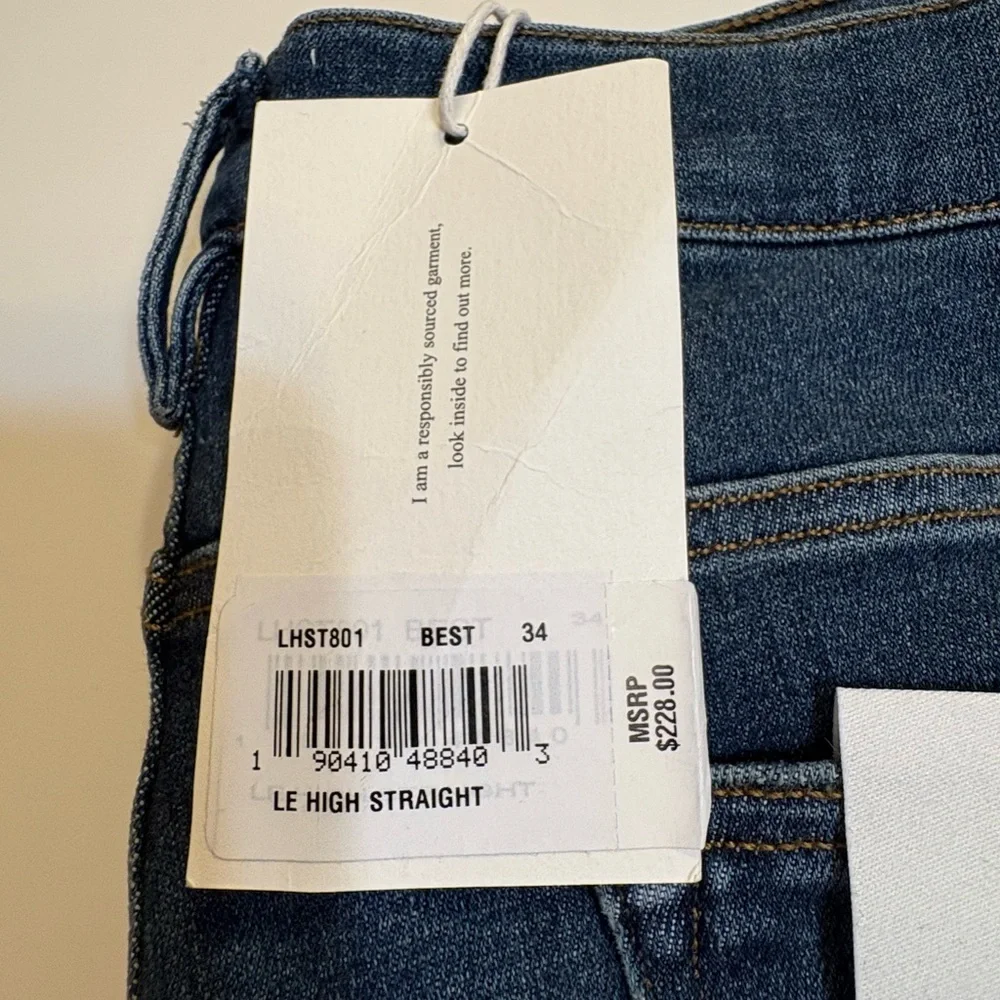 I am a responsibly sourced garment,
look inside to find out more.
LHST801 BEST 34
1 90410 48840 3
LE HIGH STRAIGHT
MSRP
$228.00